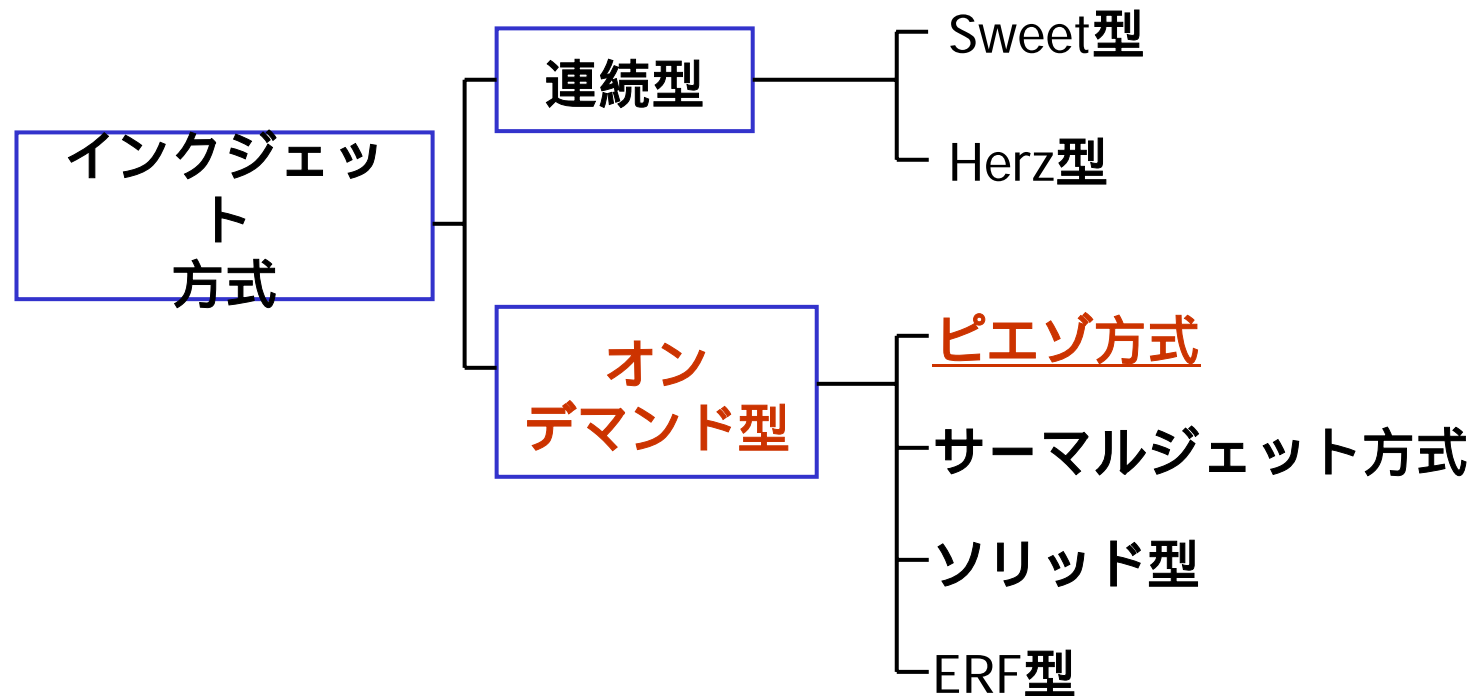 インクジェッ
ト
方式
連続型
Sweet型
Herz型
オン
デマンド型
ピエゾ方式
サーマルジェット方式
ソリッド型
ERF型